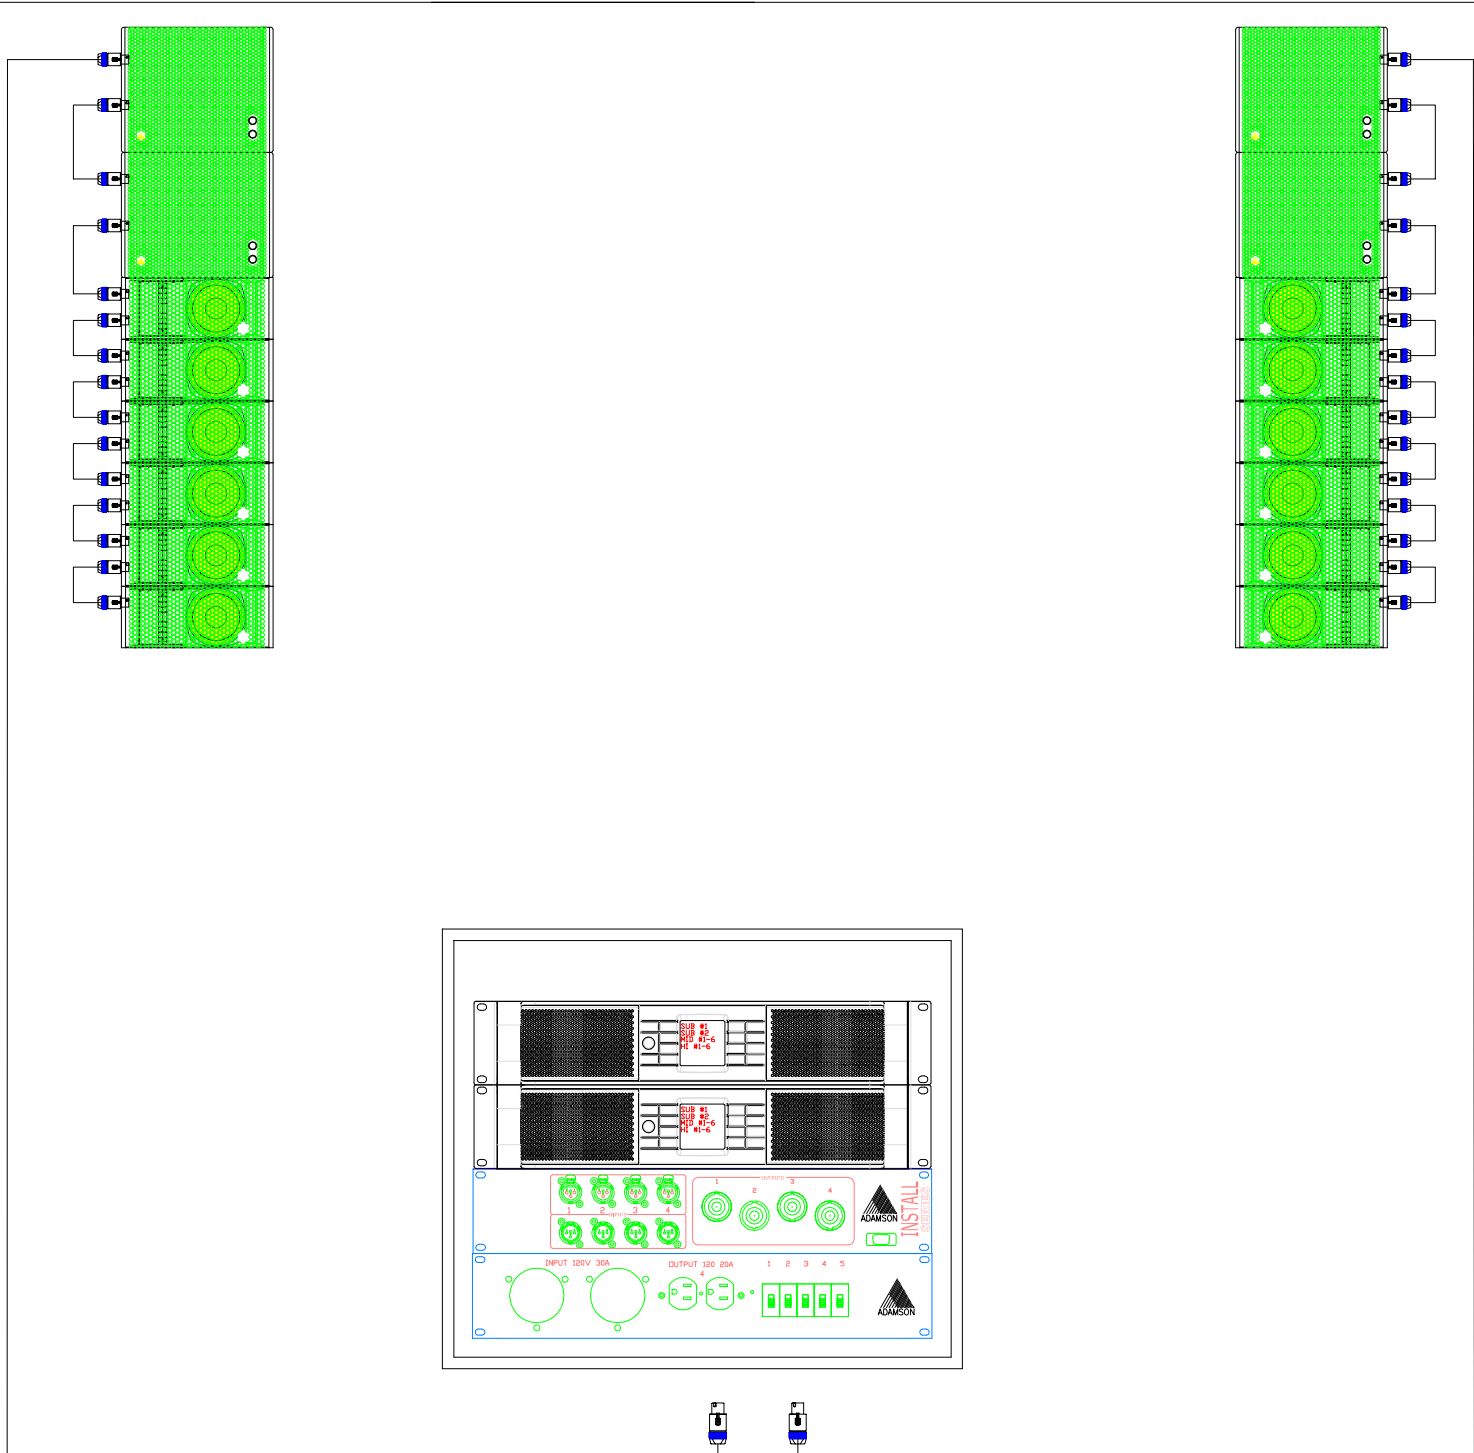 SUB #1
SUB #2
MID #1-6
HI #1-6
SUB #1
SUB #2
MID #1-6
HI #1-6
OUTPUTS
1 2 3 4
1 2 3 4
INPUTS
ADAMSON
INSTALL
INPUT 120V 30A
OUTPUT 120 20A
4
1 2 3 4 5
ADAMSON